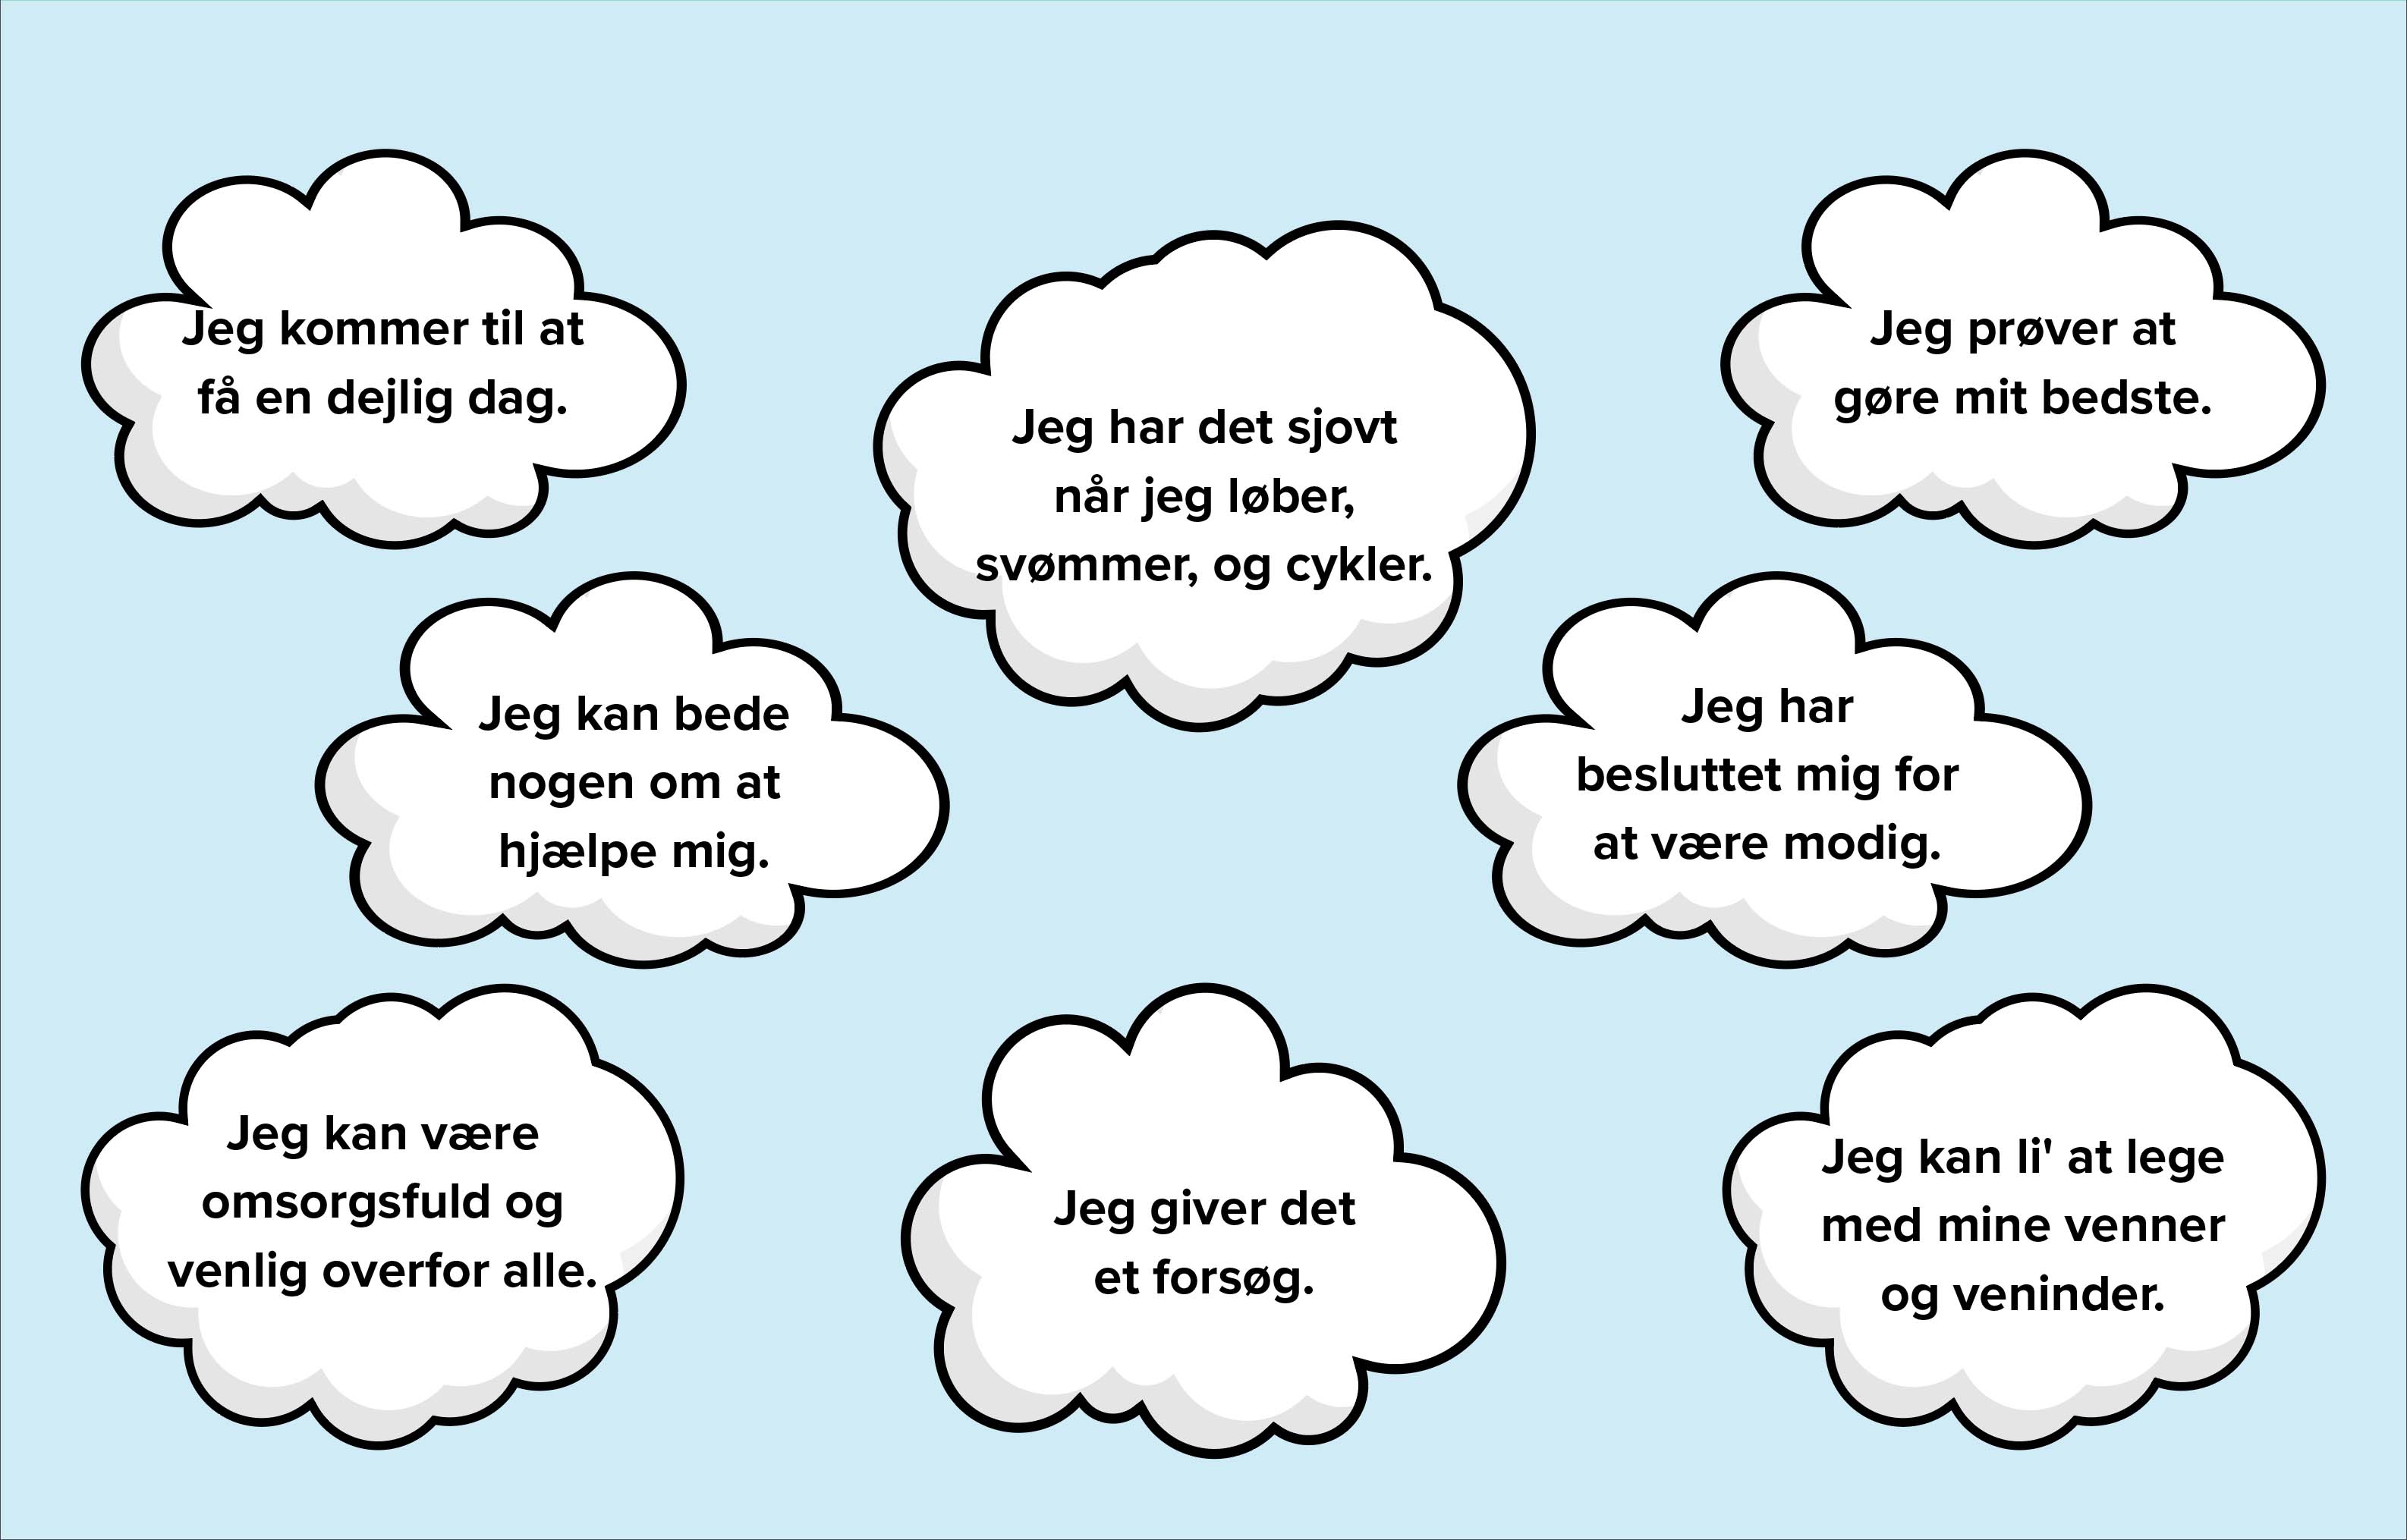 Jeg kommer til at
få en dejlig dag.
Jeg har det sjovt
når jeg løber,
svømmer, og cykler.
Jeg prøver at
gøre mit bedste.
Jeg kan bede
nogen om at
hjælpe mig.
Jeg har
besluttet mig for
at være modig.
Jeg kan være
omsorgsfuld og
venlig overfor alle.
Jeg giver det
et forsøg.
Jeg kan li' at lege
med mine venner
og veninder.